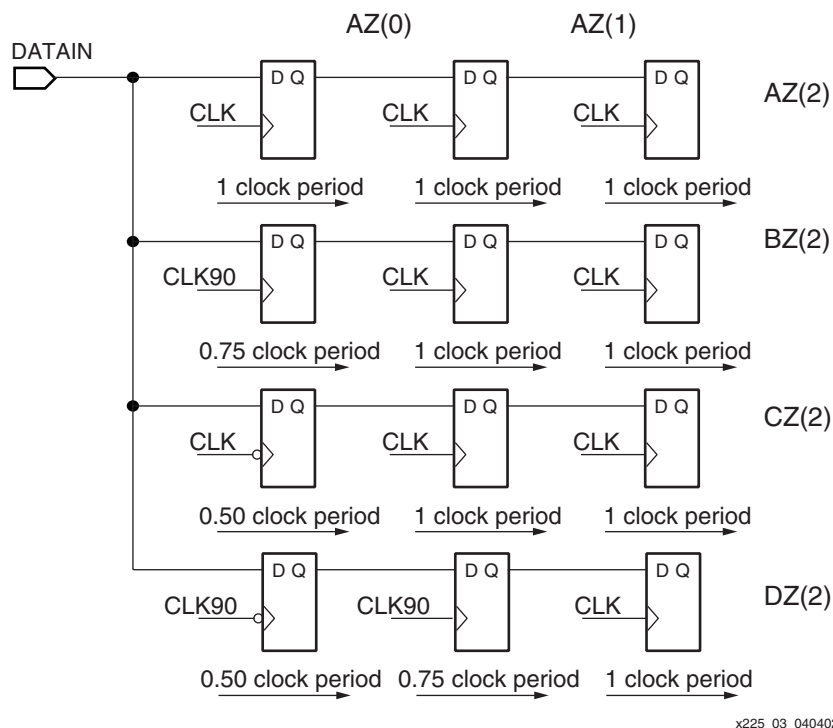 AZ(0) AZ(1)
DATAIN
D Q D Q D Q
AZ(2)
CLK CLK CLK
1 clock period 1 clock period 1 clock period
D Q D Q D Q
BZ(2)
CLK90 CLK CLK
0.75 clock period 1 clock period 1 clock period
D Q D Q D Q
CZ(2)
CLK CLK CLK
0.50 clock period 1 clock period 1 clock period
D Q D Q D Q
DZ(2)
CLK90 CLK90 CLK
0.50 clock period 0.75 clock period 1 clock period
x225_03_040402